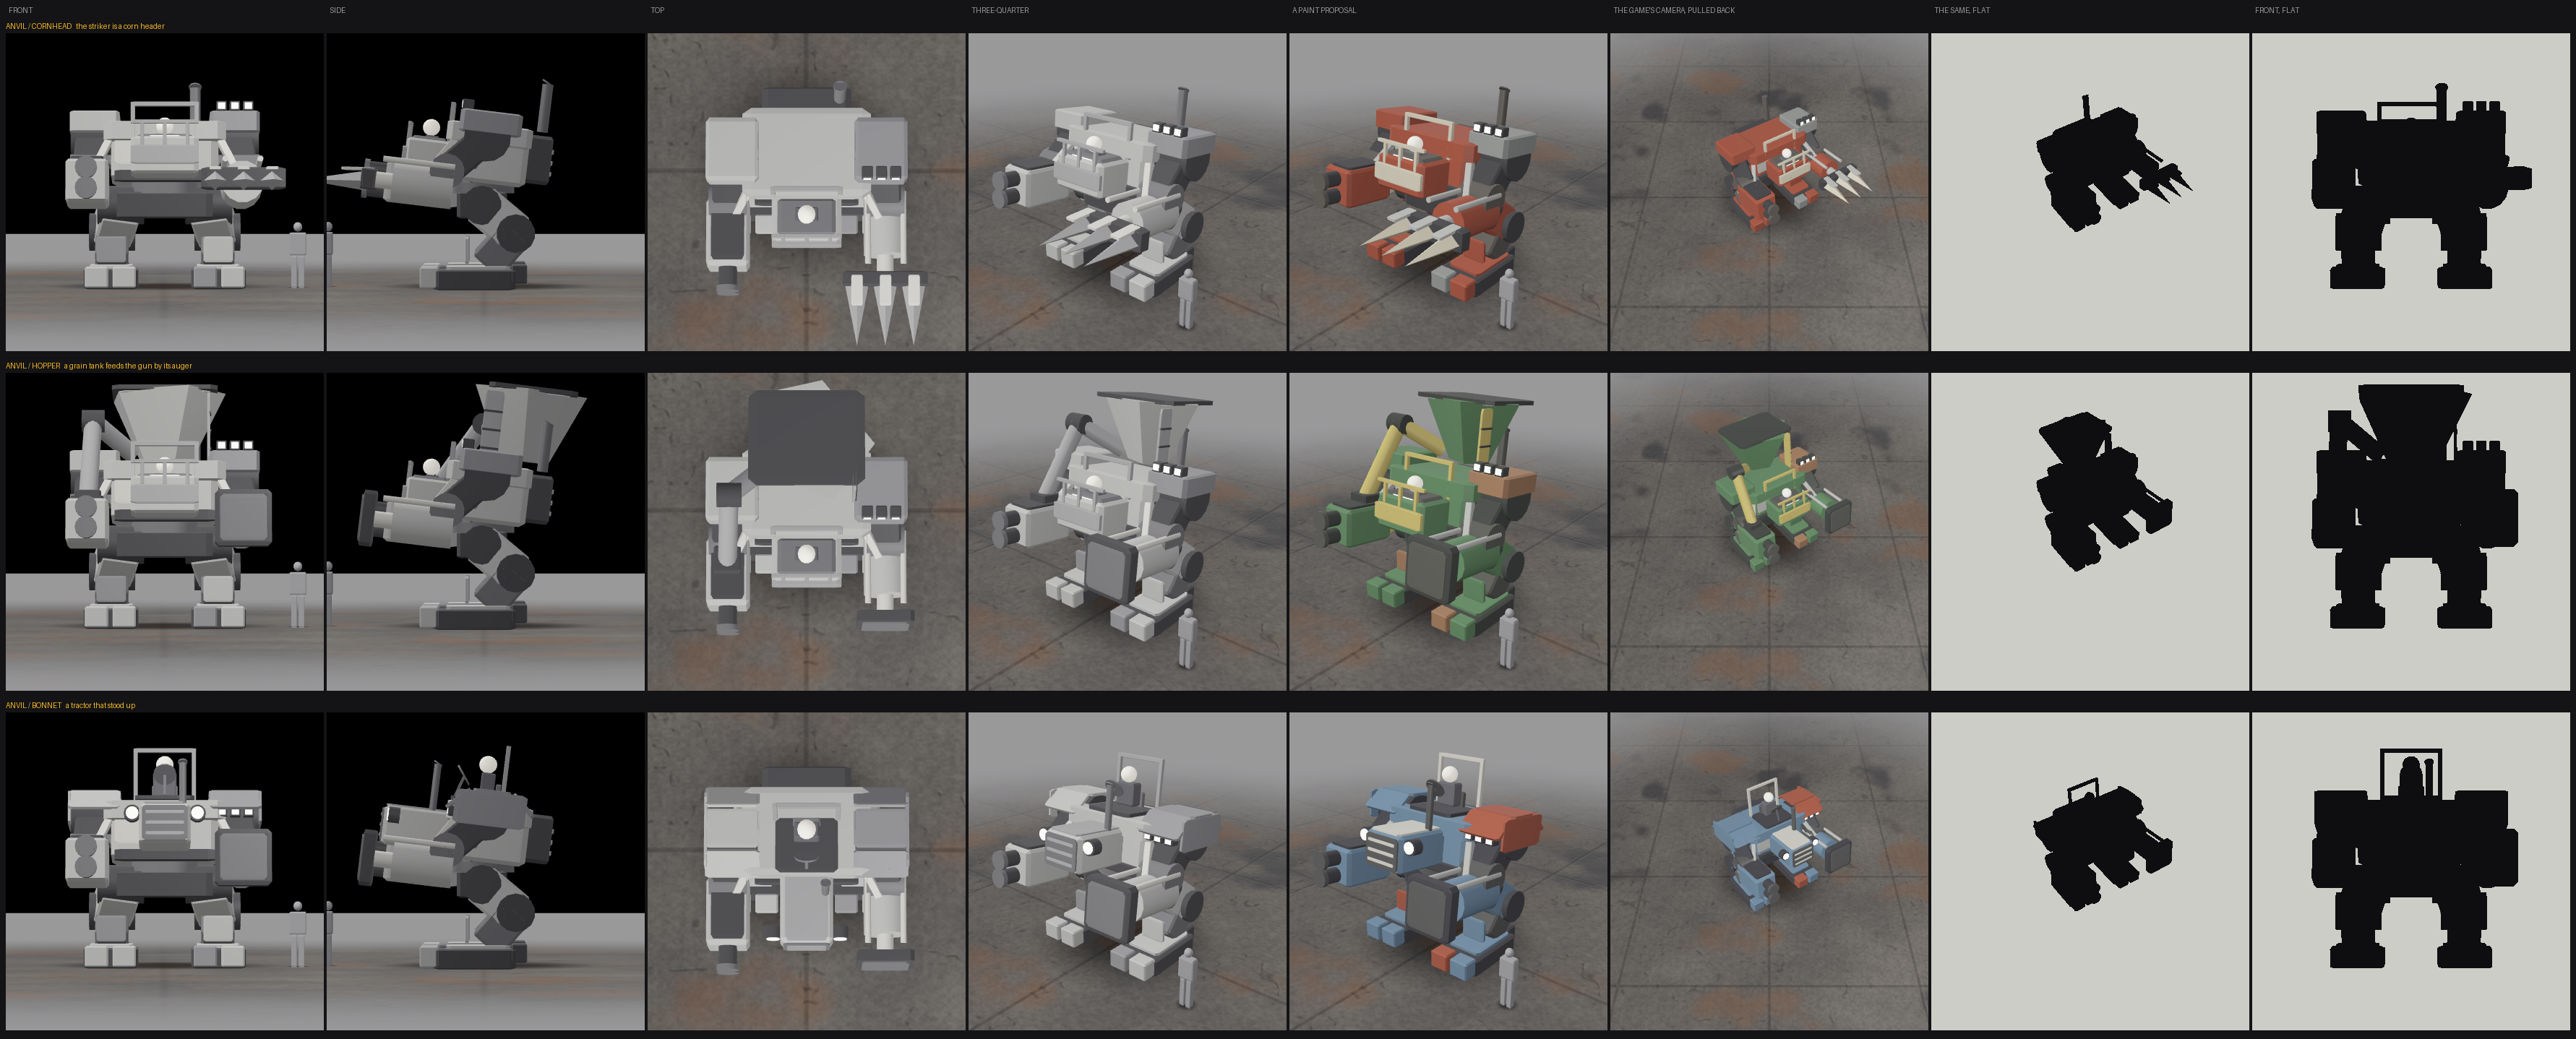 FRONT SIDE TOP THREE-QUARTER A PAINT PROPOSAL THE GAME'S CAMERA, PULLED BACK THE SAME, FLAT FRONT, FLAT
ANVIL / CORNHEAD the striker is a corn header
ANVIL / HOPPER a grain tank feeds the gun by its auger
ANVIL / BONNET a tractor that stood up